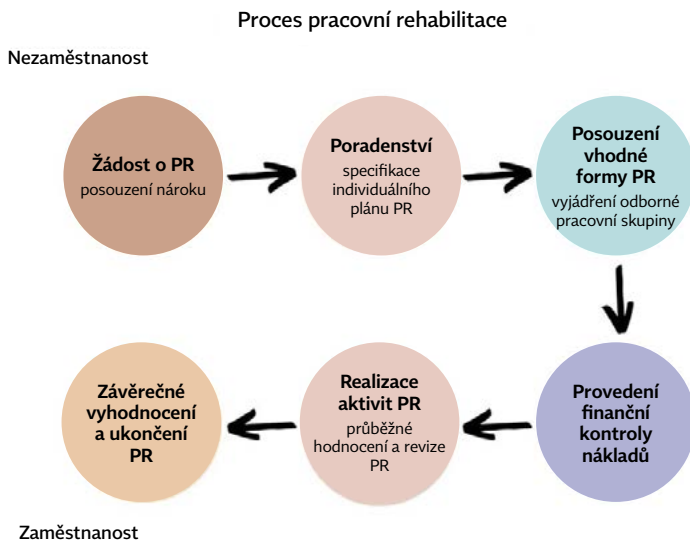 Proces pracovní rehabilitace
Nezaměstnanost
Žádost o PR
posouzení nároku
Poradenství
specifikace
individuálního
plánu PR
Posouzení
vhodné
formy PR
vyjádření odborné
pracovní skupiny
Závěrečné
vyhodnocení
a ukončení
PR
Realizace
aktivit PR
průběžné
hodnocení a revize
PR
Provedení
finanční
kontroly
nákladů
Zaměstnanost